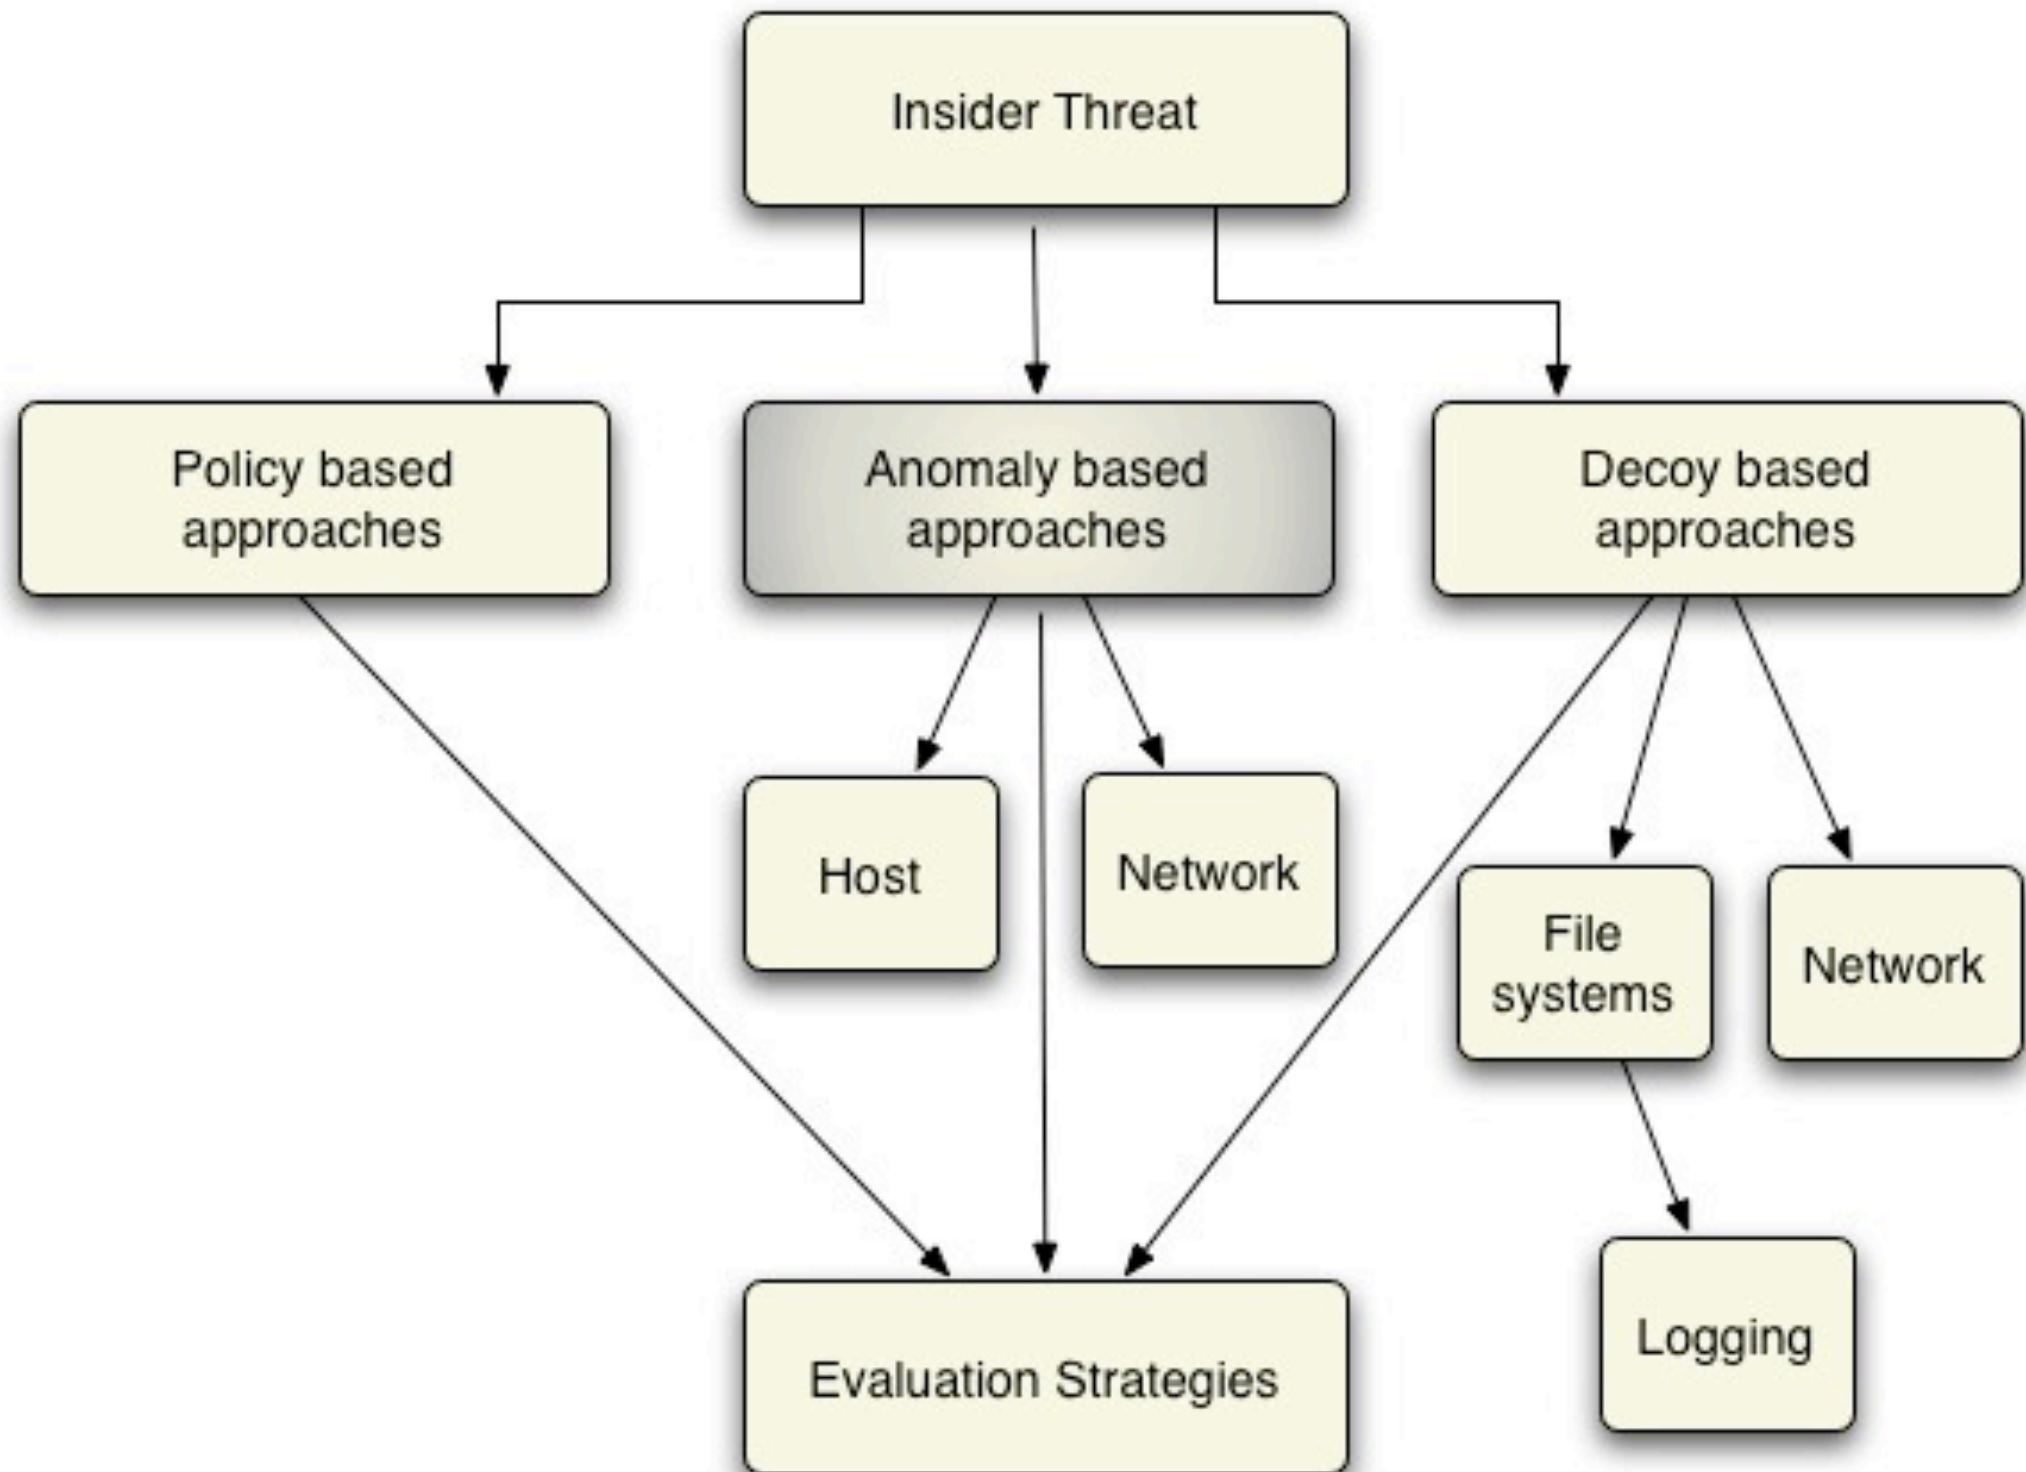 Insider Threat
Policy based
approaches
Anomaly based
approaches
Decoy based
approaches
Host
Network
File
systems
Network
Logging
Evaluation Strategies